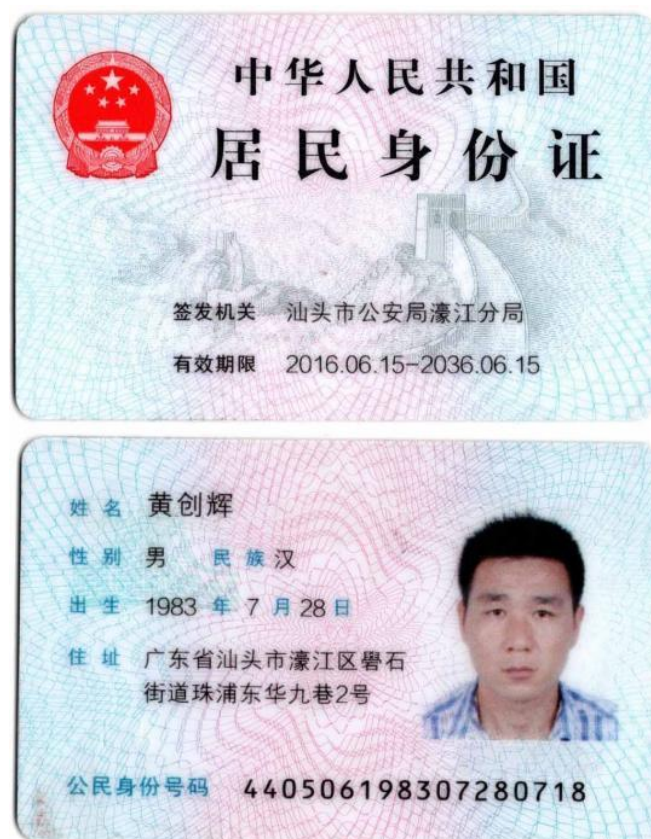 中华人民共和国
居民身份证
签发机关 汕头市公安局濠江分局
有效期限 2016.06.15-2036.06.15
姓名 黄创辉
性别 男 民族 汉
出生 1983 年 7 月 28 日
住址 广东省汕头市濠江区礐石
街道珠浦东华九巷2号
公民身份号码 440506198307280718